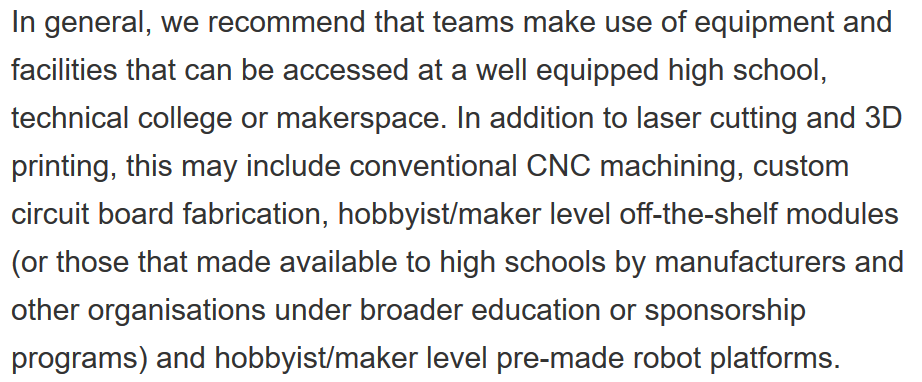 In general, we recommend that teams make use of equipment and
facilities that can be accessed at a well equipped high school,
technical college or makerspace. In addition to laser cutting and 3D
printing, this may include conventional CNC machining, custom
circuit board fabrication, hobbyist/maker level off-the-shelf modules
(or those that made available to high schools by manufacturers and
other organisations under broader education or sponsorship
programs) and hobbyist/maker level pre-made robot platforms.